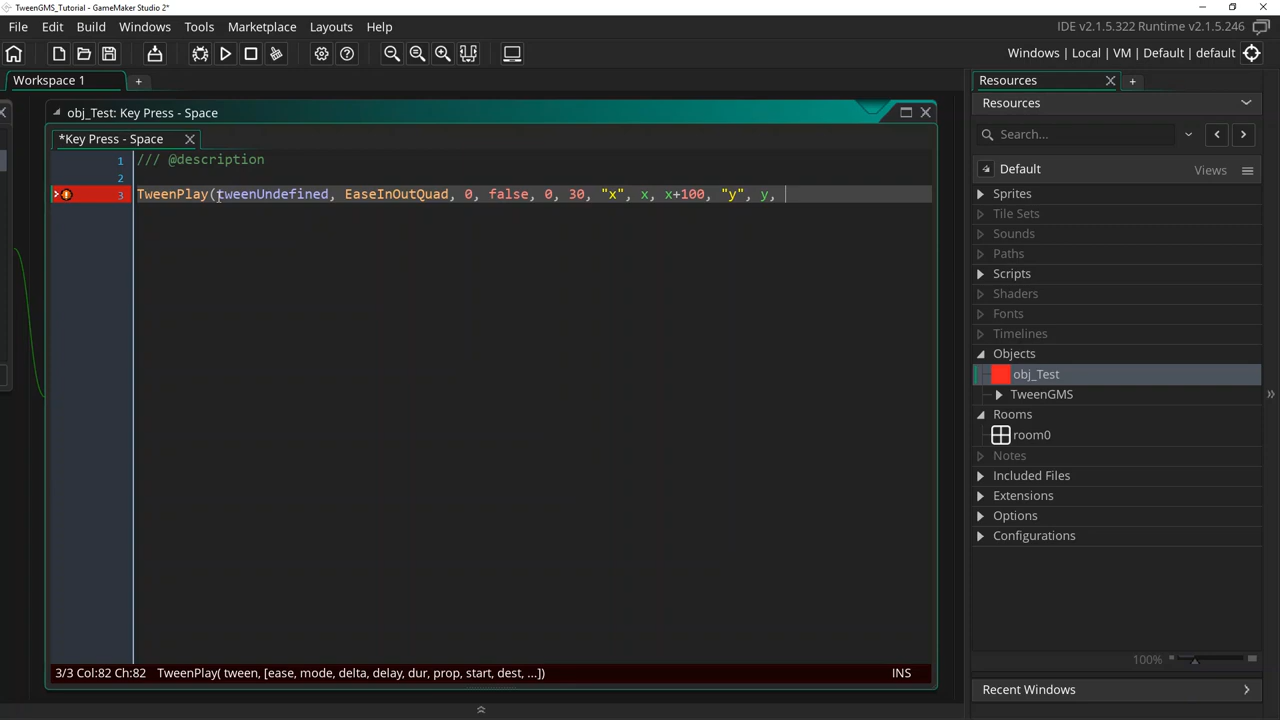 TweenGMS_Tutorial - GameMaker Studio 2*
File Edit Build Windows Tools Marketplace Layouts Help
IDE v2.1.5.322 Runtime v2.1.5.246
Windows | Local | VM | Default | default
Workspace 1
Resources
obj_Test: Key Press - Space
Resources
*Key Press - Space
Search...
1 /// @description
Default
Views
2
3 TweenPlay(tweenUndefined, EaseInOutQuad, 0, false, 0, 30, "x", x, x+100, "y", y,
Sprites
Tile Sets
Sounds
Paths
Scripts
Shaders
Fonts
Timelines
Objects
obj_Test
TweenGMS
Rooms
room0
Notes
Included Files
Extensions
Options
Configurations
100%
3/3 Col:82 Ch:82 TweenPlay( tween, [ease, mode, delta, delay, dur, prop, start, dest, ...])
INS
Recent Windows